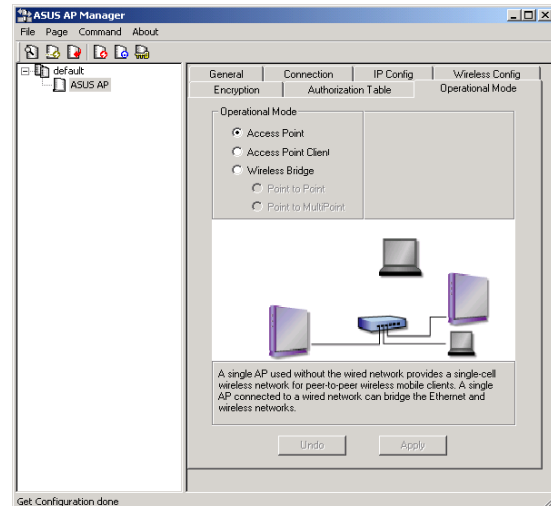 ASUS AP Manager
File Page Command About
default
ASUS AP
General Connection IP Config Wireless Config
Encryption Authorization Table Operational Mode
Operational Mode
Access Point
Access Point Client
Wireless Bridge
Point to Point
Point to MultiPoint
A single AP used without the wired network provides a single-cell
wireless network for peer-to-peer wireless mobile clients. A single
AP connected to a wired network can bridge the Ethernet and
wireless networks.
Undo Apply
Get Configuration done